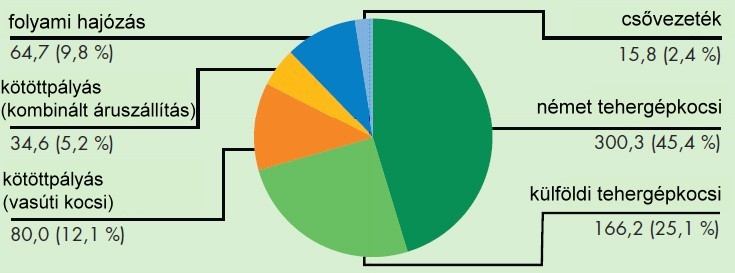 folyami hajózás
64,7 (9,8 %)
kötöttpályás
(kombinált áruszállítás)
34,6 (5,2 %)
kötöttpályás
(vasúti kocsi)
80,0 (12,1 %)
csővezeték
15,8 (2,4 %)
német tehergépkocsi
300,3 (45,4 %)
külföldi tehergépkocsi
166,2 (25,1 %)